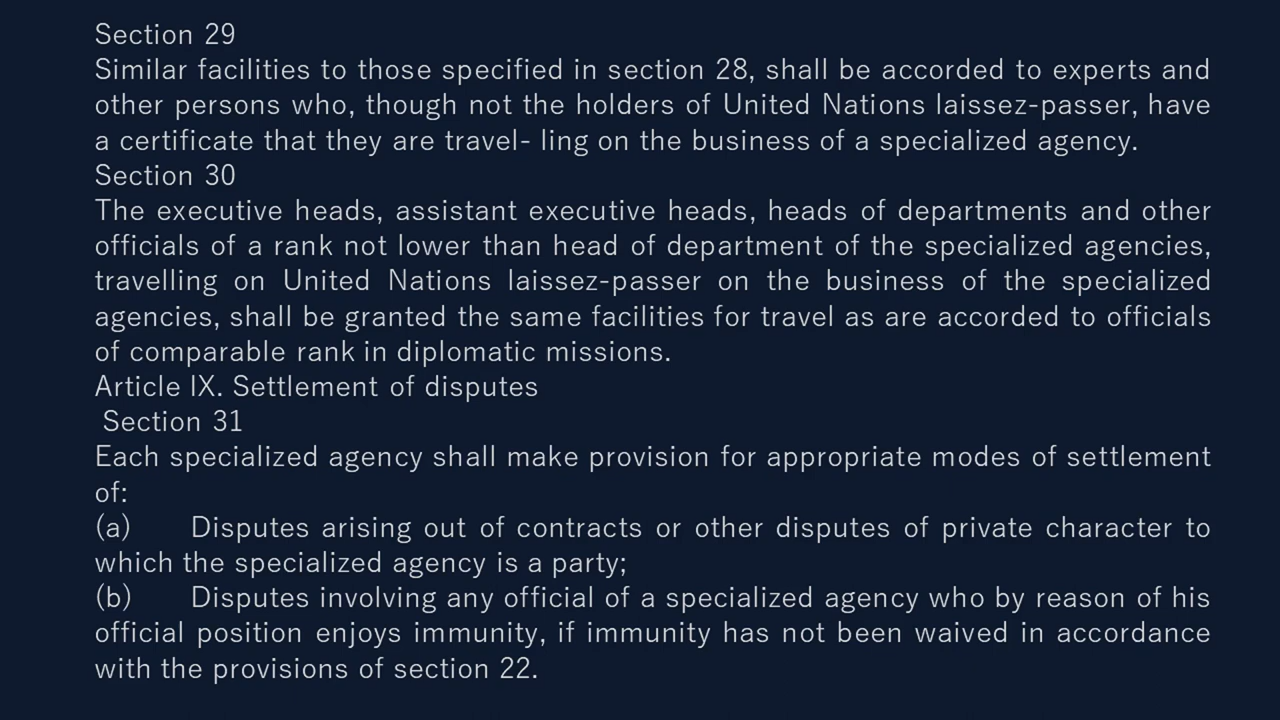 Section 29
Similar facilities to those specified in section 28, shall be accorded to experts and
other persons who, though not the holders of United Nations laissez-passer, have
a certificate that they are travel- ling on the business of a specialized agency.
Section 30
The executive heads, assistant executive heads, heads of departments and other
officials of a rank not lower than head of department of the specialized agencies,
travelling on United Nations laissez-passer on the business of the specialized
agencies, shall be granted the same facilities for travel as are accorded to officials
of comparable rank in diplomatic missions.
Article IX. Settlement of disputes
Section 31
Each specialized agency shall make provision for appropriate modes of settlement
of:
(a) Disputes arising out of contracts or other disputes of private character to
which the specialized agency is a party;
(b) Disputes involving any official of a specialized agency who by reason of his
official position enjoys immunity, if immunity has not been waived in accordance
with the provisions of section 22.